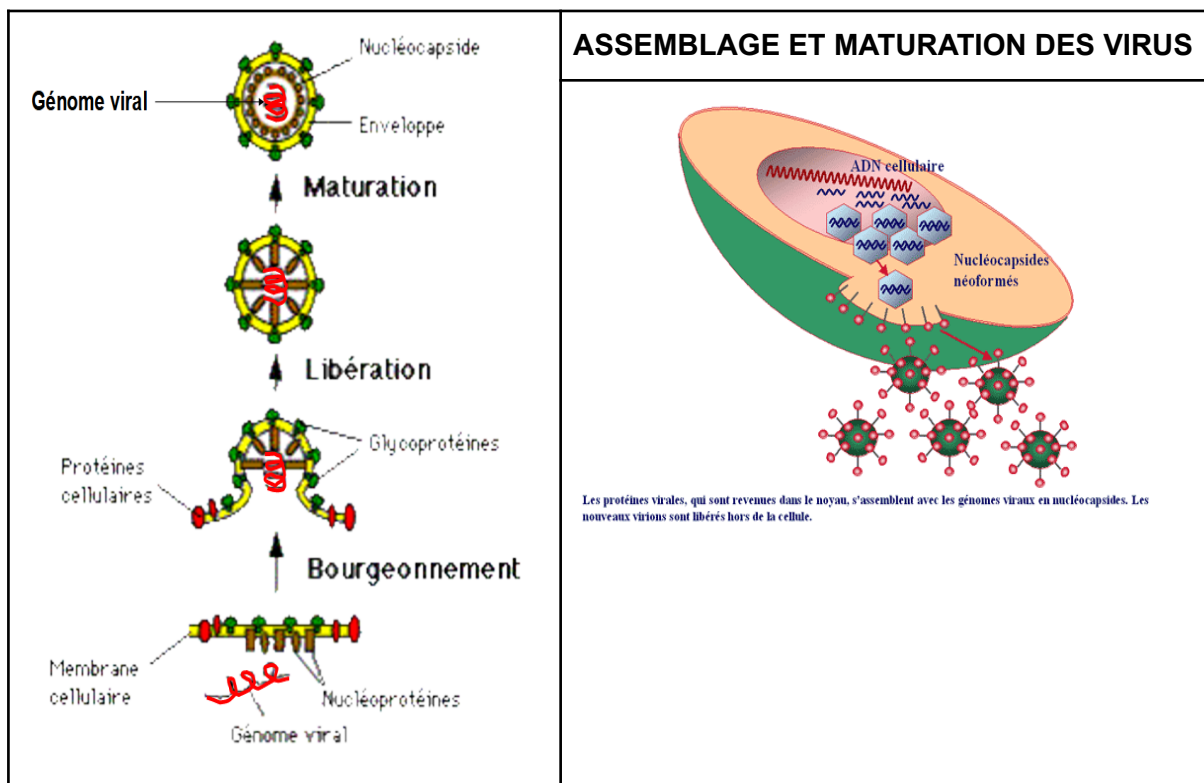 Nucléocapside
Génome viral
Enveloppe
Maturation
Libération
Glycoprotéines
Protéines
cellulaires
Bourgeonnement
Membrane
cellulaire
Nucléoprotéines
Génome viral
ASSEMBLAGE ET MATURATION DES VIRUS
ADN cellulaire
Nucléocapsides
néoformés
Les protéines virales, qui sont revenues dans le noyau, s'assemblent avec les génomes viraux en nucléocapsides. Les
nouveaux virions sont libérés hors de la cellule.